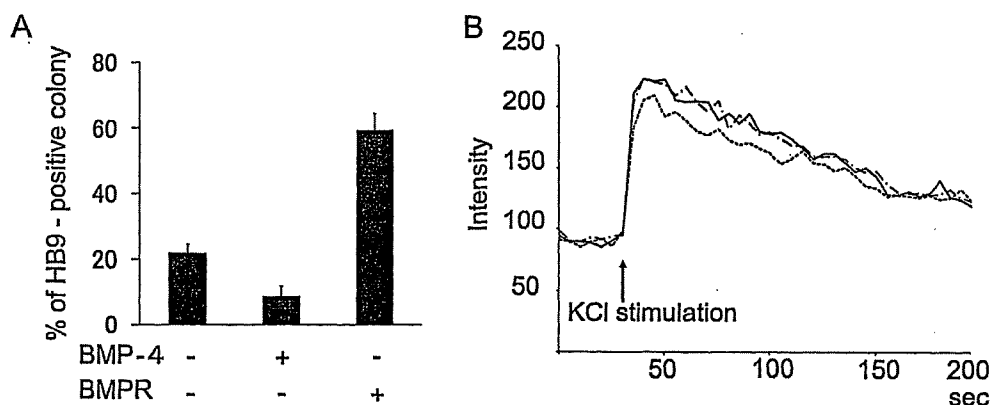 A
% of HB9 - positive colony
80
60
40
20
0
BMP-4 - + -
BMPR - - +
B
Intensity
250
200
150
100
50
KCl stimulation
50 100 150 200
sec